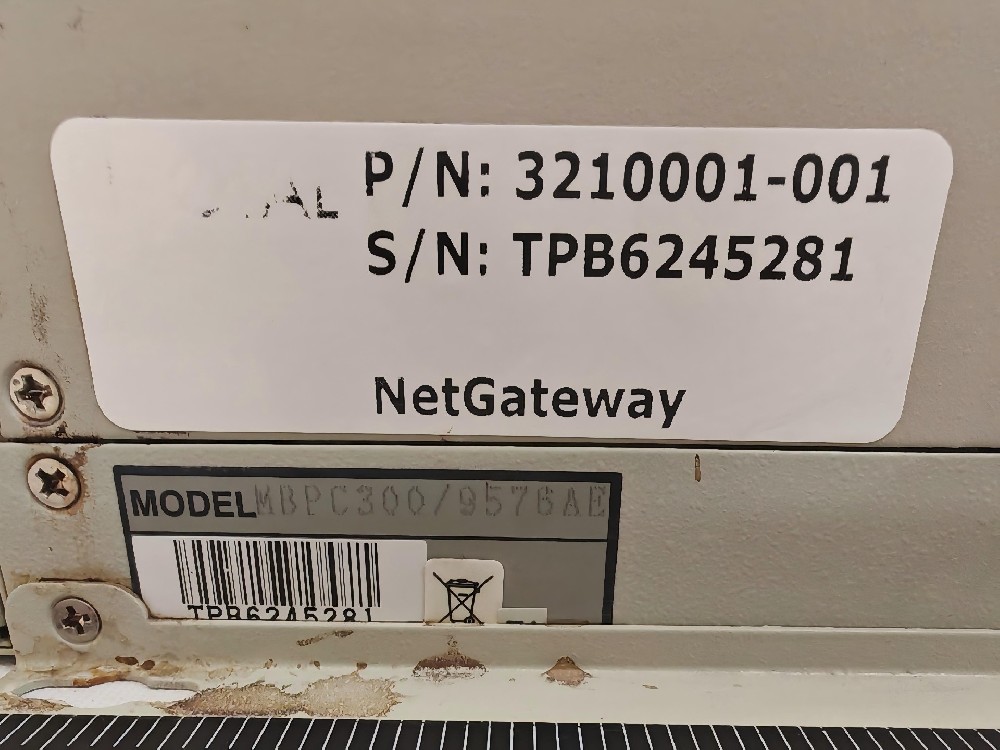 P/N: 3210001-001
S/N: TPB6245281
NetGateway
MODEL MBPC300/9576AE
TPB6245281